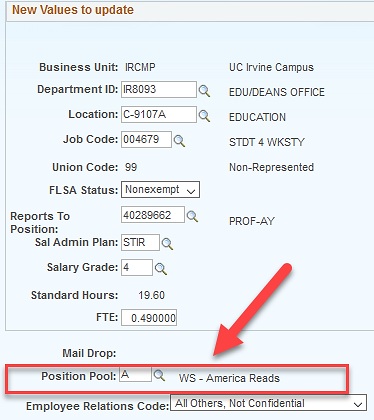 New Values to update
Business Unit: IRCMP UC Irvine Campus
Department ID: IR8093 EDU/DEANS OFFICE
Location: C-9107A EDUCATION
Job Code: 004679 STDT 4 WKSTY
Union Code: 99 Non-Represented
FLSA Status: Nonexempt
Reports To Position: 40289662 PROF-AY
Sal Admin Plan: STIR
Salary Grade: 4
Standard Hours: 19.60
FTE: 0.490000
Mail Drop:
Position Pool: A WS - America Reads
Employee Relations Code: All Others, Not Confidential